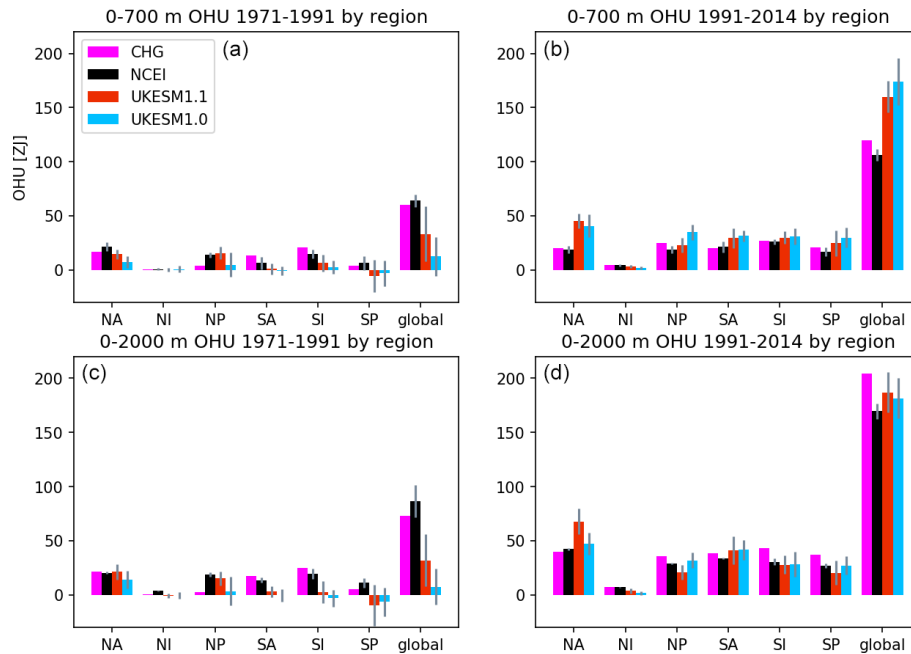 0-700 m OHU 1971-1991 by region
(a)
CHG
NCEI
UKESM1.1
UKESM1.0
OHU [ZJ]
200
150
100
50
0
NA NI NP SA SI SP global
0-700 m OHU 1991-2014 by region
(b)
200
150
100
50
0
NA NI NP SA SI SP global
0-2000 m OHU 1971-1991 by region
(c)
200
150
100
50
0
NA NI NP SA SI SP global
0-2000 m OHU 1991-2014 by region
(d)
200
150
100
50
0
NA NI NP SA SI SP global